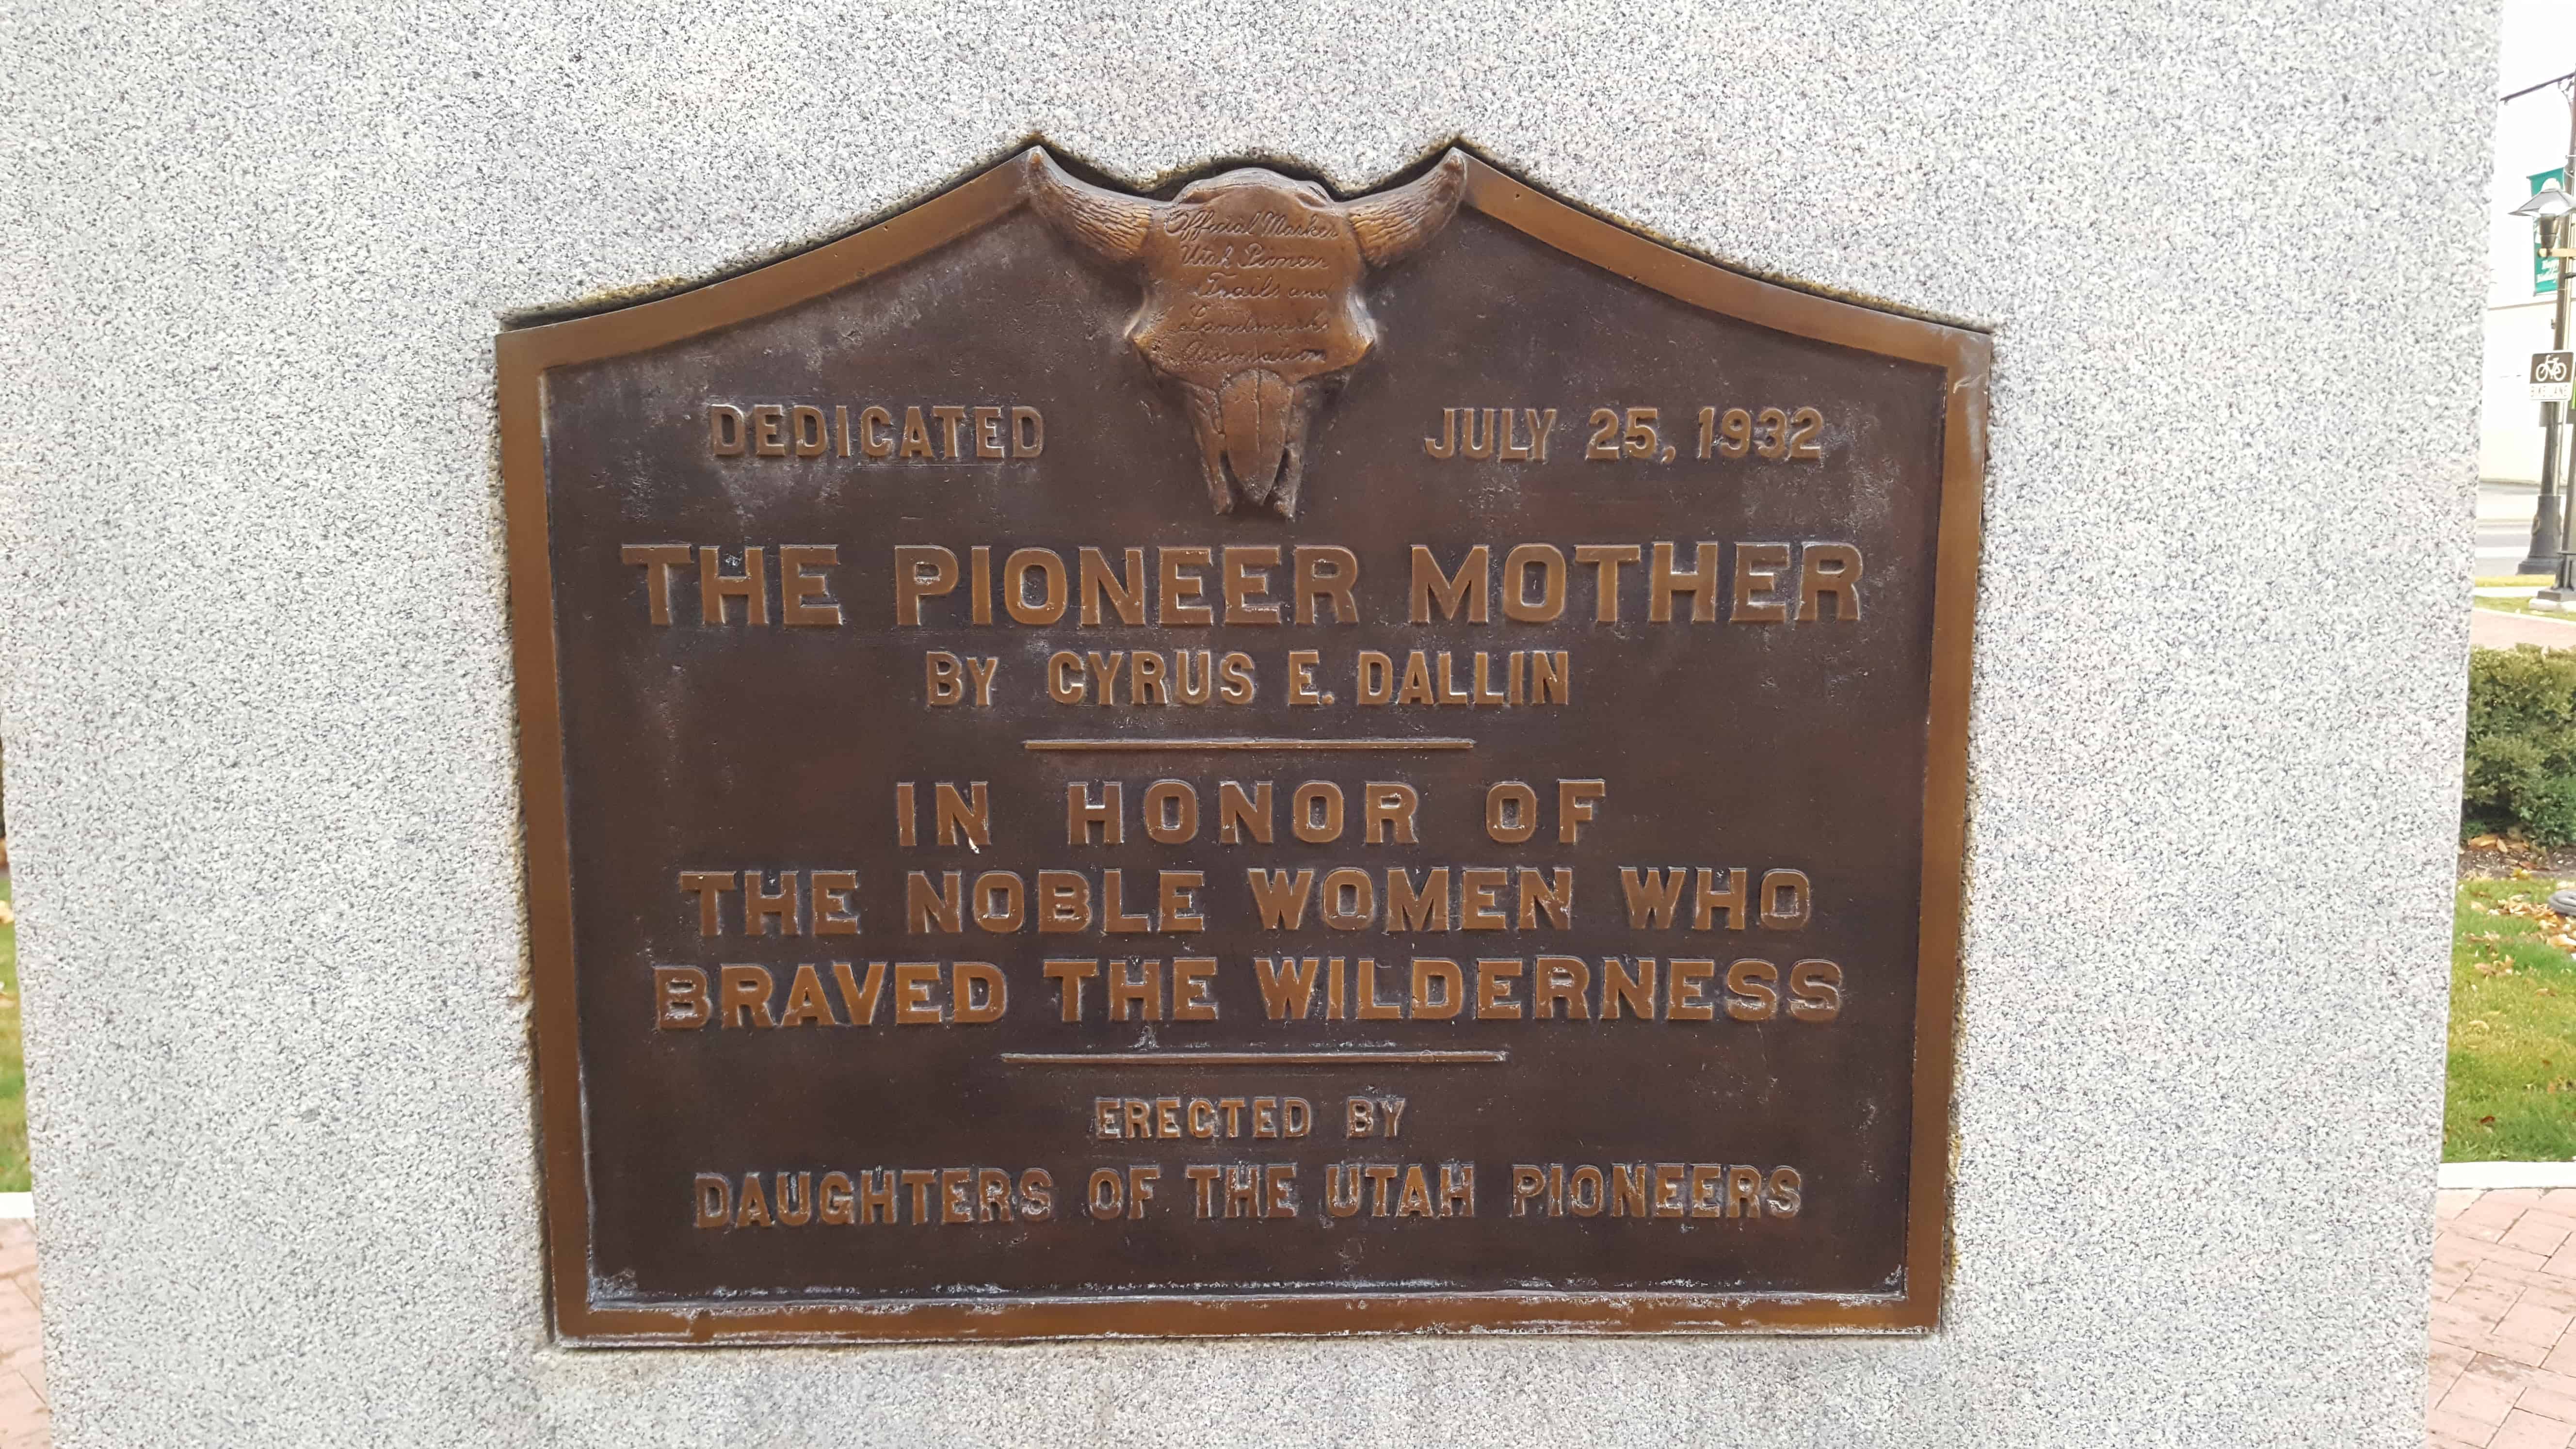 Official Marker
Utah Pioneer
Trails and
Landmarks
Association
DEDICATED JULY 25, 1932
THE PIONEER MOTHER
BY CYRUS E. DALLIN
IN HONOR OF
THE NOBLE WOMEN WHO
BRAVED THE WILDERNESS
ERECTED BY
DAUGHTERS OF THE UTAH PIONEERS